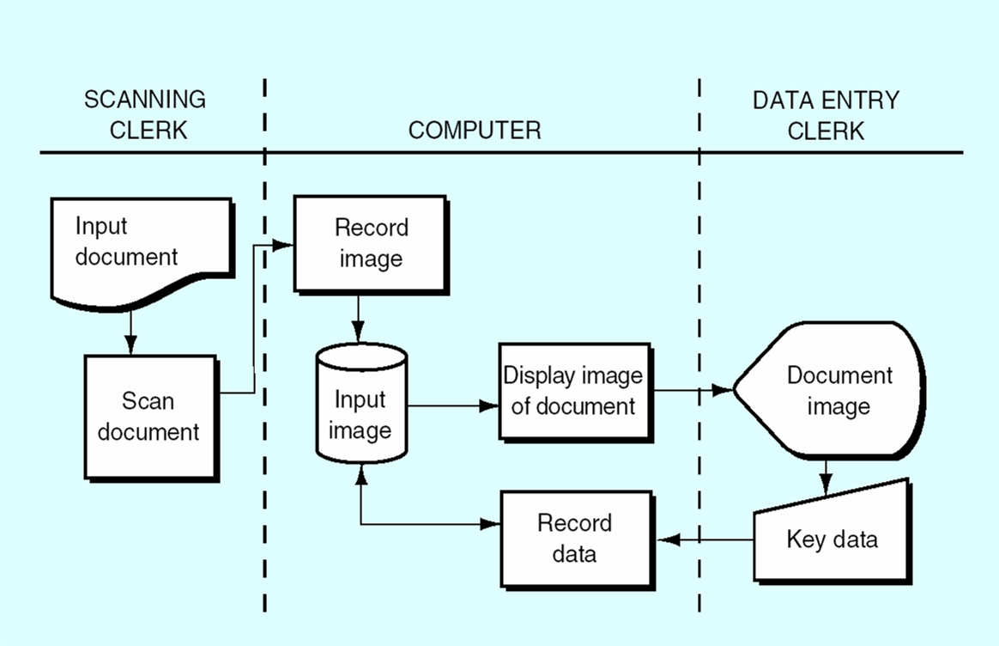 SCANNING
CLERK
COMPUTER
DATA ENTRY
CLERK
Input
document
Scan
document
Record
image
Input
image
Display image
of document
Document
image
Key data
Record
data